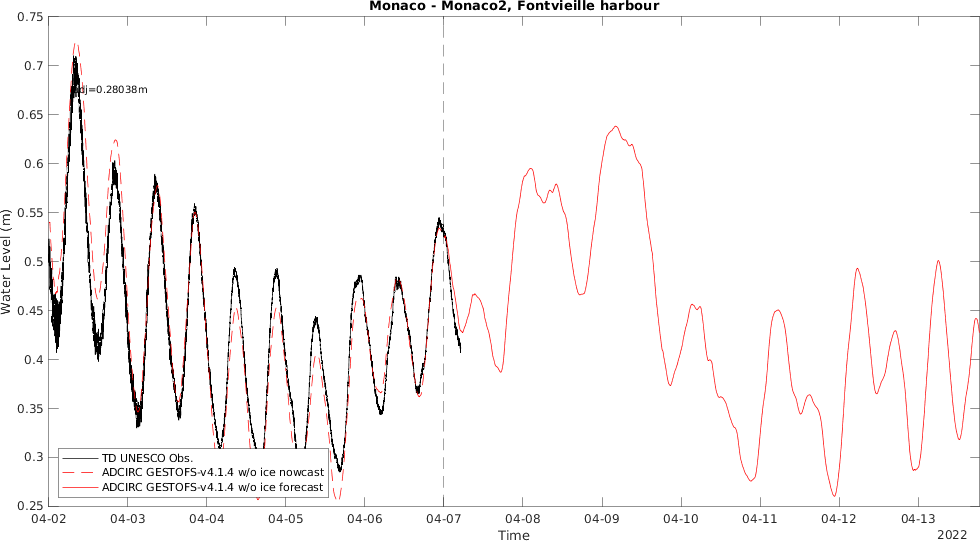 Monaco - Monaco2, Fontvieille harbour
0.75
0.7
0.65
0.6
0.55
0.5
0.45
0.4
0.35
0.3
0.25
Water Level (m)
dj=0.28038m
TD UNESCO Obs.
ADCIRC GESTOFS-v4.1.4 w/o ice nowcast
ADCIRC GESTOFS-v4.1.4 w/o ice forecast
04-02 04-03 04-04 04-05 04-06 04-07 04-08 04-09 04-10 04-11 04-12 04-13
Time
2022